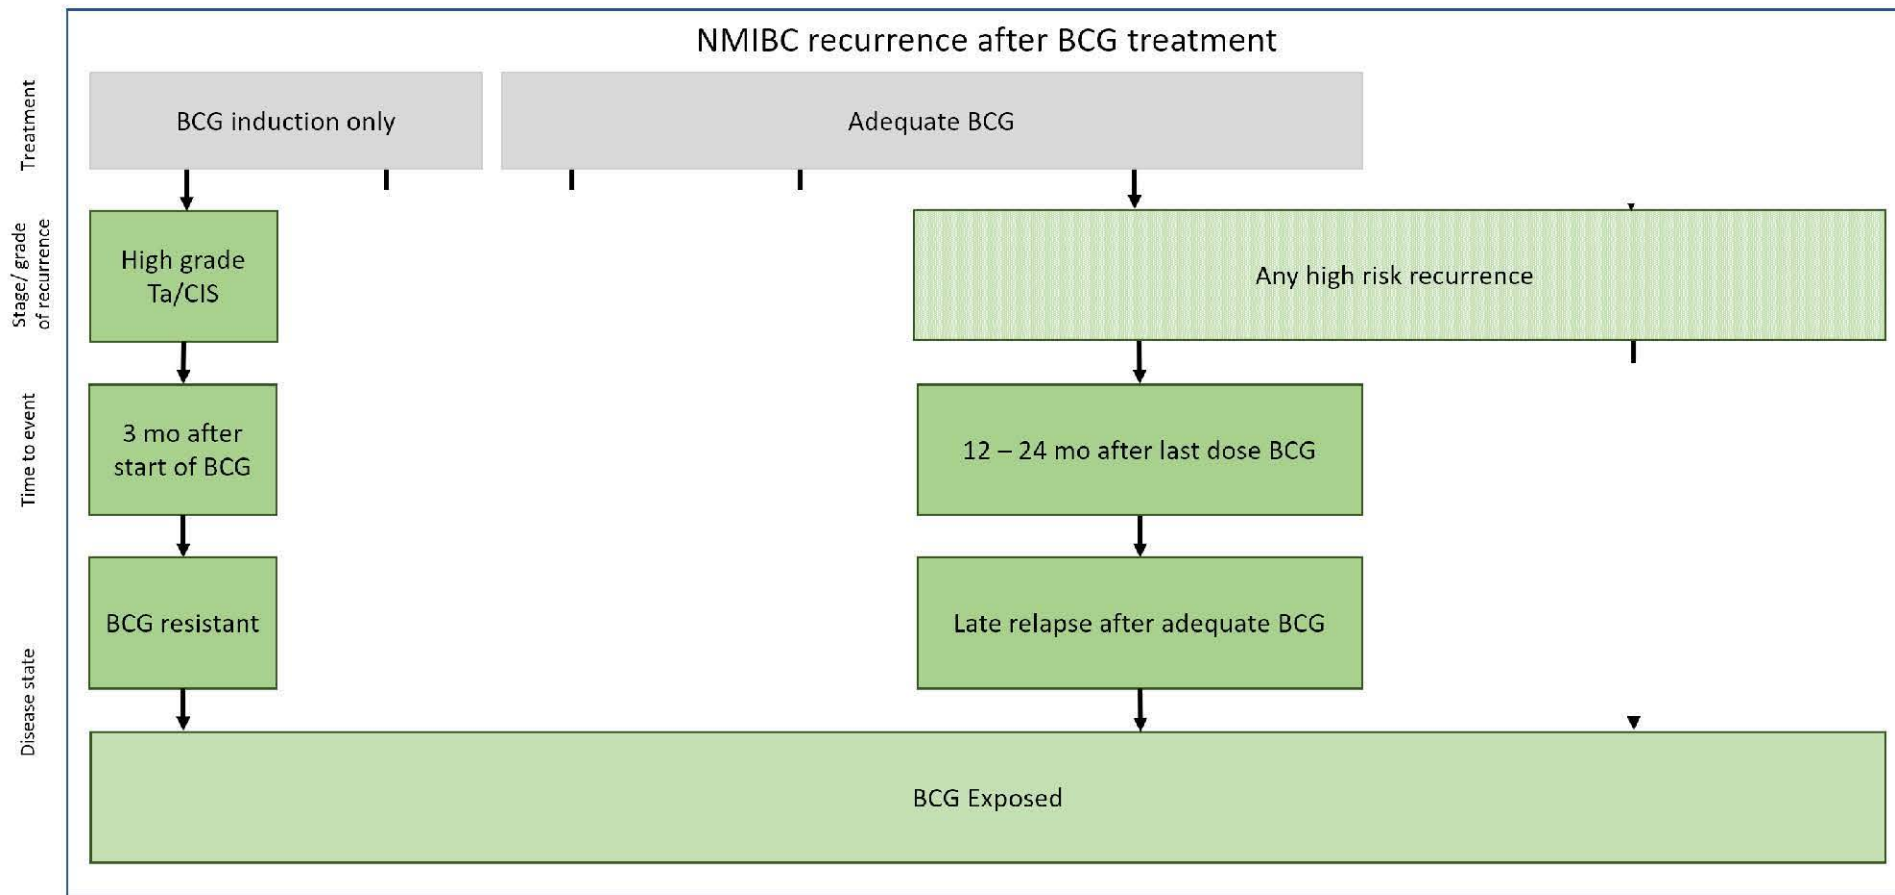 NMIBC recurrence after BCG treatment
Treatment
BCG induction only
Adequate BCG
Stage/ grade
of recurrence
High grade
Ta/CIS
Any high risk recurrence
Time to event
3 mo after
start of BCG
12 – 24 mo after last dose BCG
Disease state
BCG resistant
Late relapse after adequate BCG
BCG Exposed